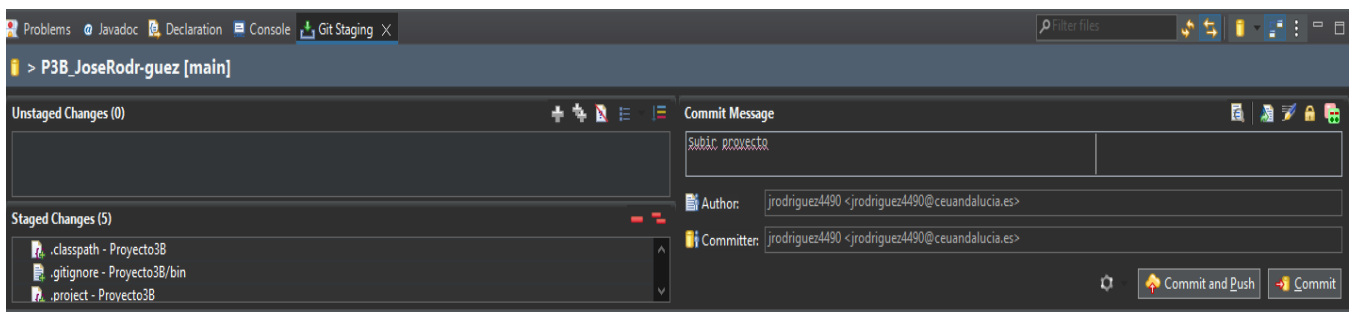 Problems @ Javadoc Declaration Console Git Staging
Filter files
> P3B_JoseRodr-guez [main]
Unstaged Changes (0)
Commit Message
Subir proyecto
Author: jrodriguez4490 <jrodriguez4490@ceuandalucia.es>
Staged Changes (5)
Committer: jrodriguez4490 <jrodriguez4490@ceuandalucia.es>
.classpath - Proyecto3B
.gitignore - Proyecto3B/bin
.project - Proyecto3B
Commit and Push
Commit